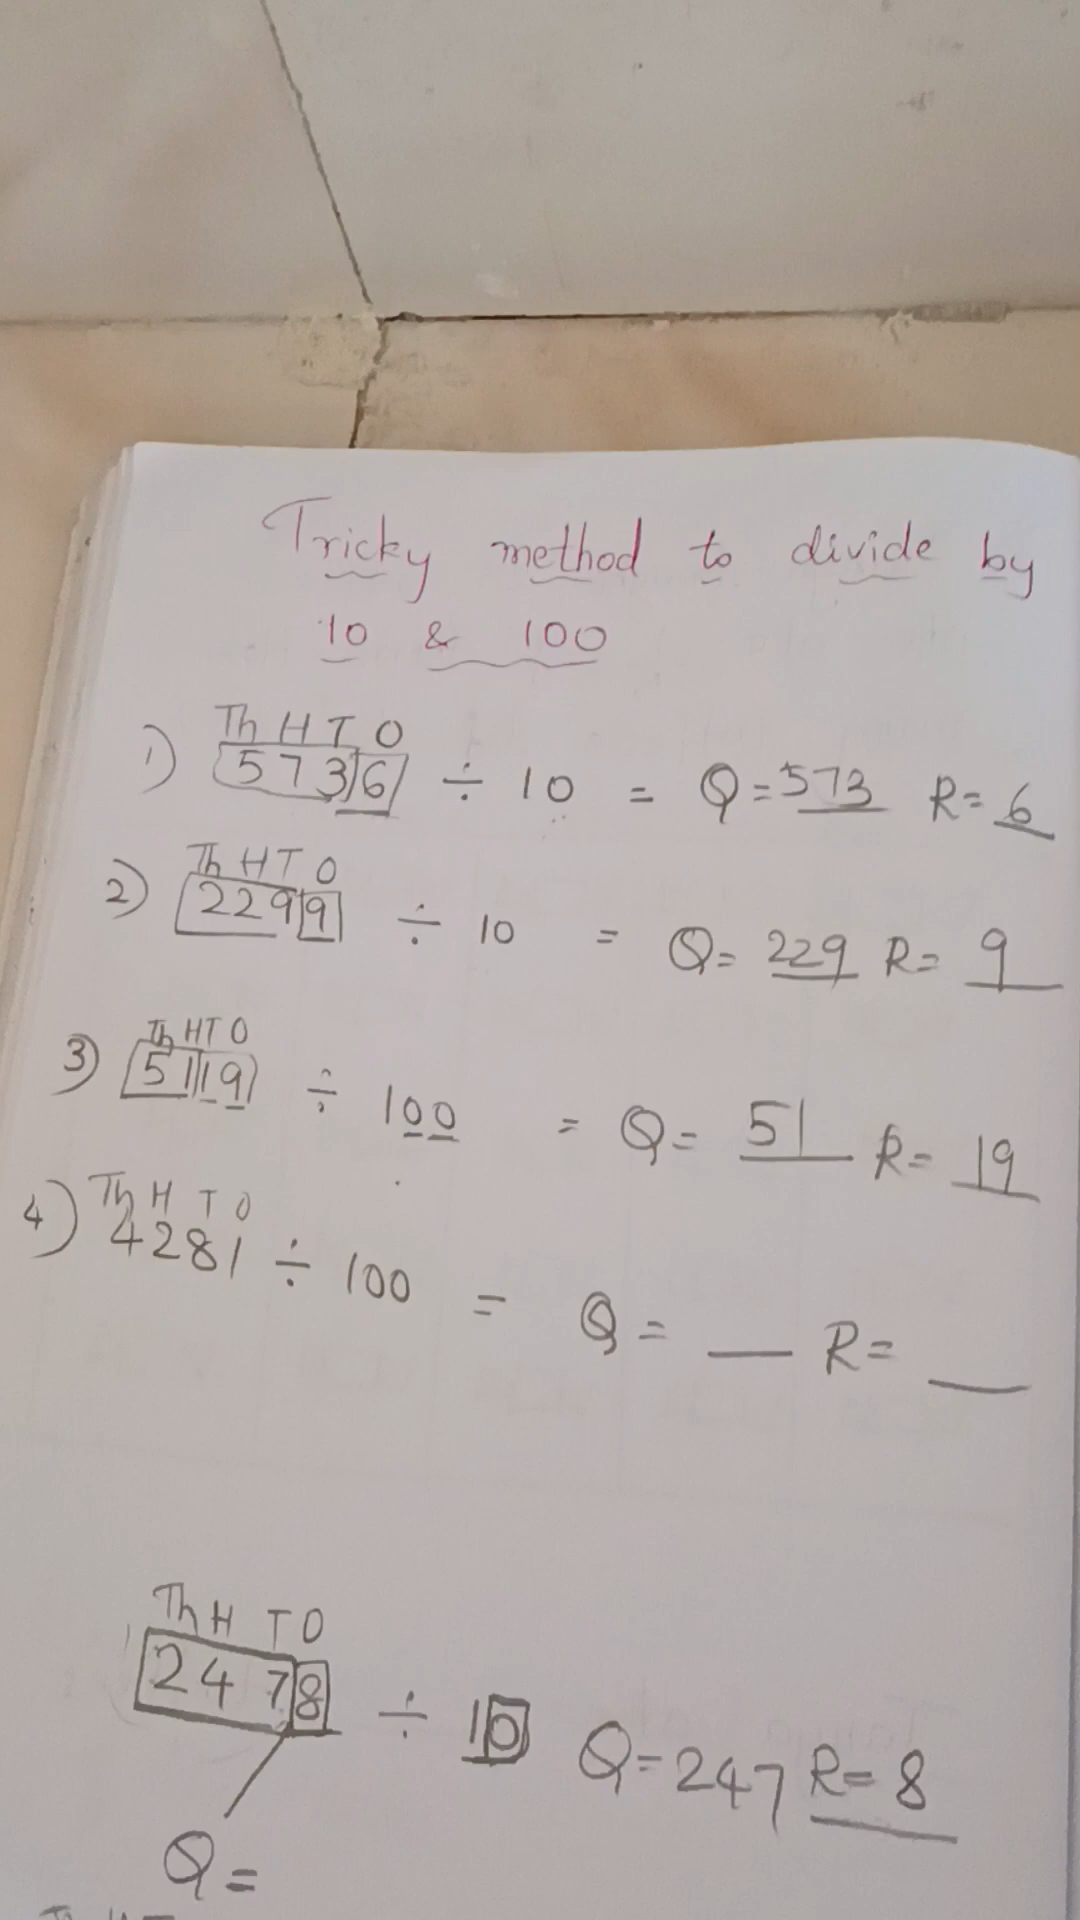 Tricky method to divide by
10 & 100
Th H T O
1) 5736 ÷ 10 = Q = 573 R = 6
Th H T O
2) 2299 ÷ 10 = Q = 229 R = 9
Th H T O
3) 5119 ÷ 100 = Q = 51 R = 19
Th H T O
4) 4281 ÷ 100 = Q = __ R = __
Th H T O
2478 ÷ 10 Q = 247 R = 8
Q =